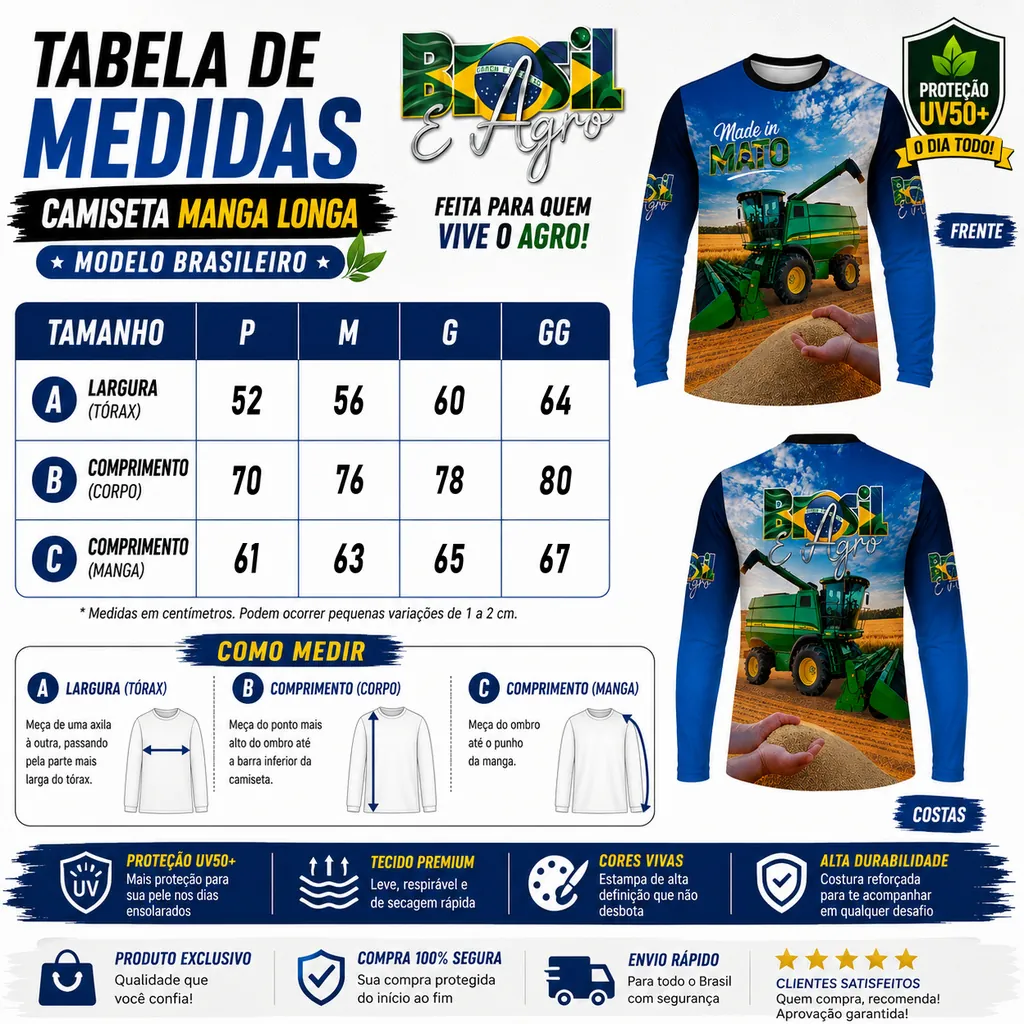 TABELA DE
MEDIDAS
CAMISETA MANGA LONGA
★ MODELO BRASILEIRO ★
Brasil
É Agro
FEITA PARA QUEM
VIVE O AGRO!
Made in
MATO
PROTEÇÃO
UV50+
O DIA TODO!
FRENTE
TAMANHO P M G GG
A LARGURA (TÓRAX) 52 56 60 64
B COMPRIMENTO (CORPO) 70 76 78 80
C COMPRIMENTO (MANGA) 61 63 65 67
* Medidas em centímetros. Podem ocorrer pequenas variações de 1 a 2 cm.
COMO MEDIR
A LARGURA (TÓRAX)
Meça de uma axila
à outra, passando
pela parte mais
larga do tórax.
B COMPRIMENTO (CORPO)
Meça do ponto mais
alto do ombro até
a barra inferior da
camiseta.
C COMPRIMENTO (MANGA)
Meça do ombro
até o punho
da manga.
Brasil
É Agro
COSTAS
UV
PROTEÇÃO UV50+
Mais proteção para
sua pele nos dias
ensolarados
TECIDO PREMIUM
Leve, respirável e
de secagem rápida
CORES VIVAS
Estampa de alta
definição que não
desbota
ALTA DURABILIDADE
Costura reforçada
para te acompanhar
em qualquer desafio
PRODUTO EXCLUSIVO
Qualidade que
você confia!
COMPRA 100% SEGURA
Sua compra protegida
do início ao fim
ENVIO RÁPIDO
Para todo o Brasil
com segurança
CLIENTES SATISFEITOS
Quem compra, recomenda!
Aprovação garantida!